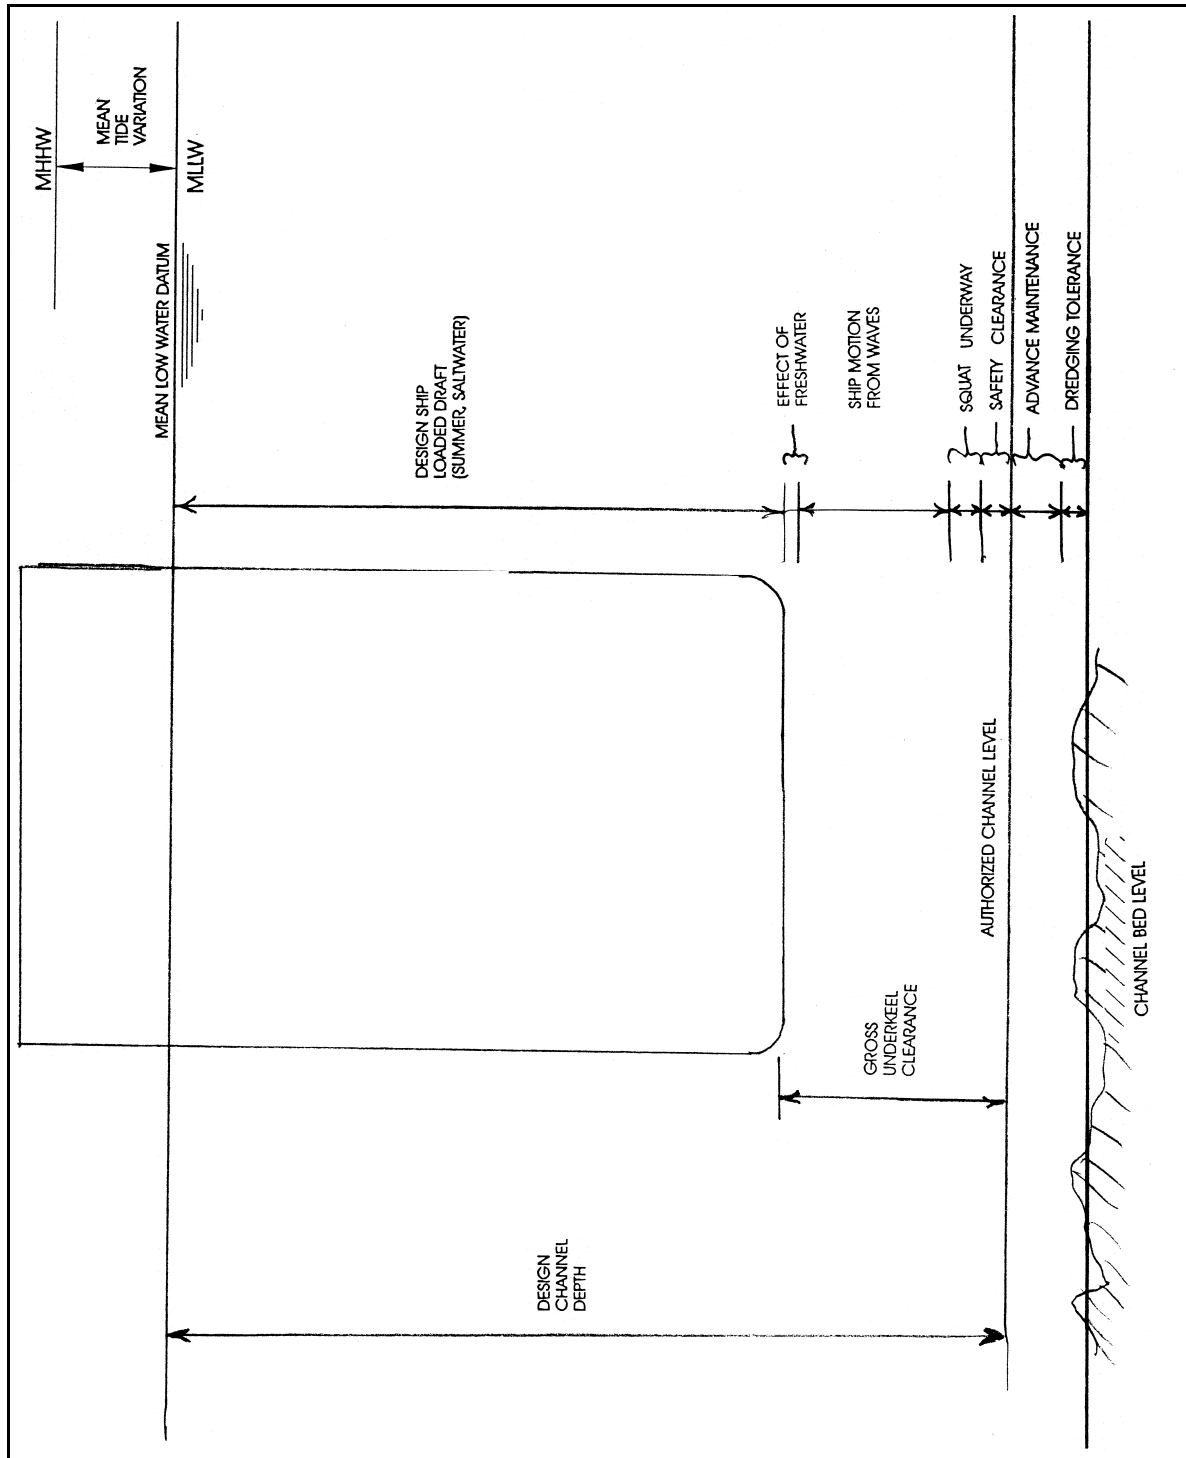 MHHW
MEAN
TIDE
VARIATION
MLLW
MEAN LOW WATER DATUM
DESIGN SHIP
LOADED DRAFT
(SUMMER, SALTWATER)
EFFECT OF
FRESHWATER
SHIP MOTION
FROM WAVES
SQUAT UNDERWAY
SAFETY CLEARANCE
ADVANCE MAINTENANCE
DREDGING TOLERANCE
AUTHORIZED CHANNEL LEVEL
GROSS
UNDERKEEL
CLEARANCE
DESIGN
CHANNEL
DEPTH
CHANNEL BED LEVEL